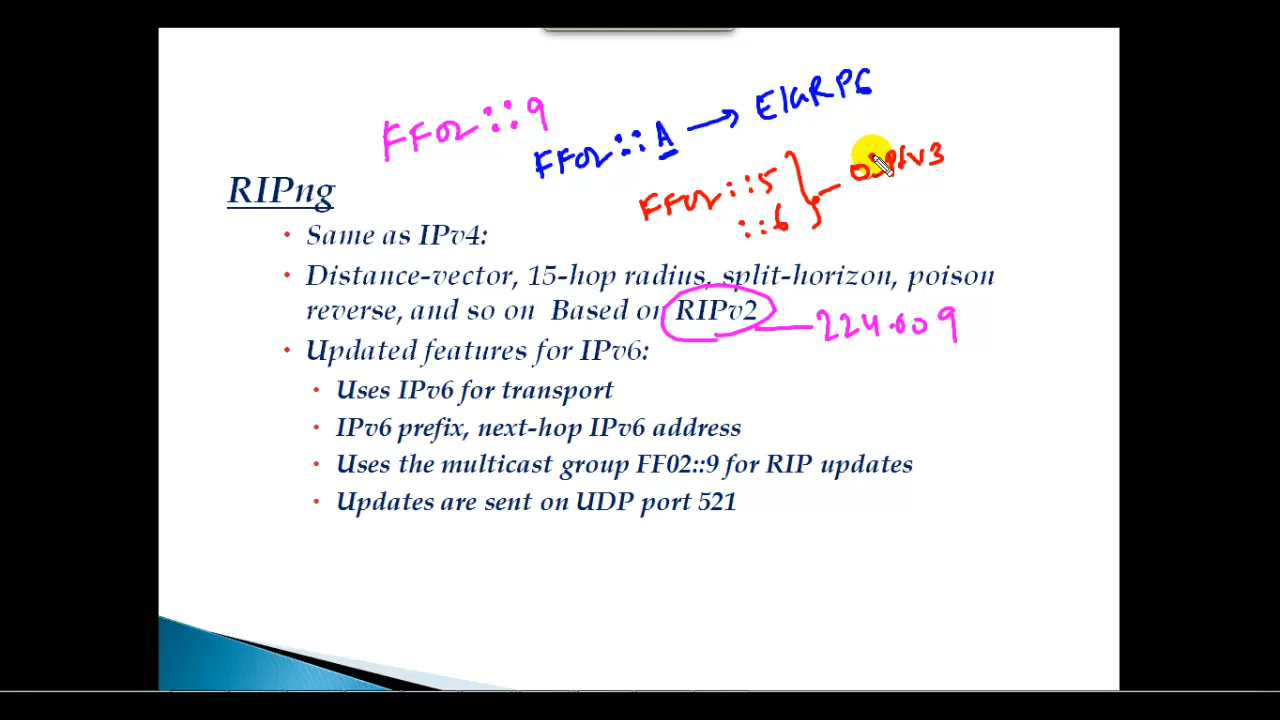 FF02::9
FF02::A → EIGRP6
FF02::5
::6
OSPFv3
RIPng
• Same as IPv4:
• Distance-vector, 15-hop radius, split-horizon, poison
reverse, and so on Based on RIPv2
224.009
• Updated features for IPv6:
• Uses IPv6 for transport
• IPv6 prefix, next-hop IPv6 address
• Uses the multicast group FF02::9 for RIP updates
• Updates are sent on UDP port 521